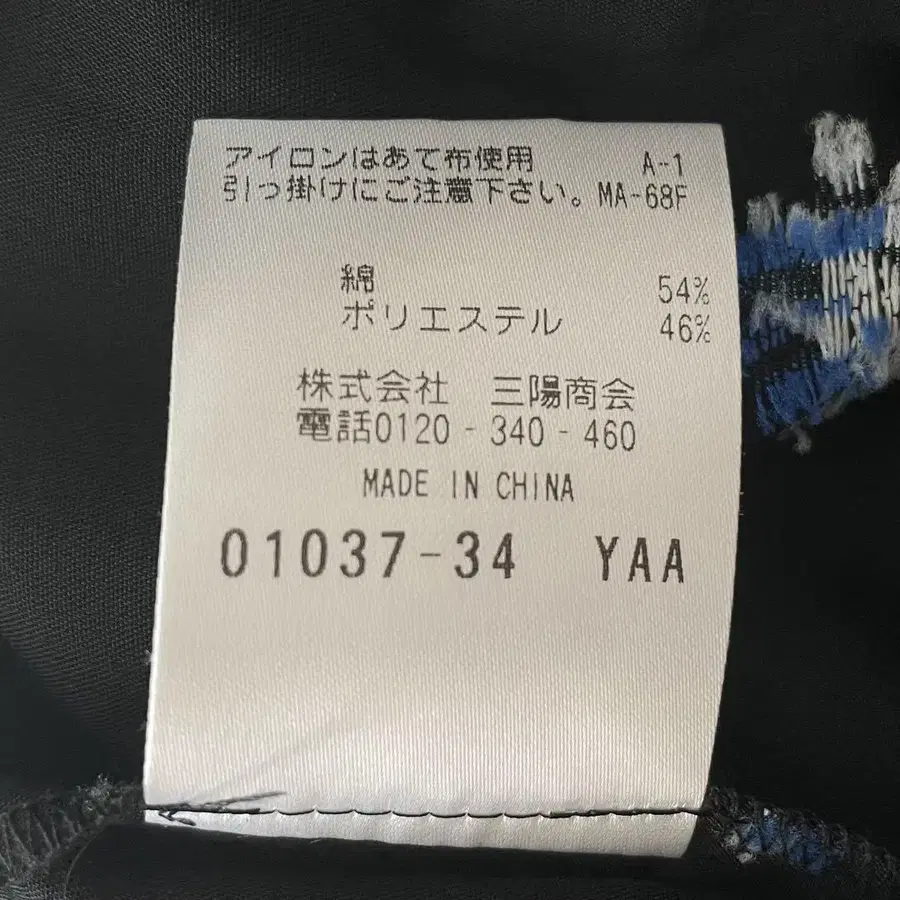 アイロンはあて布使用 A-1
引っ掛けにご注意下さい。 MA-68F
綿 54%
ポリエステル 46%
株式会社 三陽商会
電話0120-340-460
MADE IN CHINA
01037-34 YAA